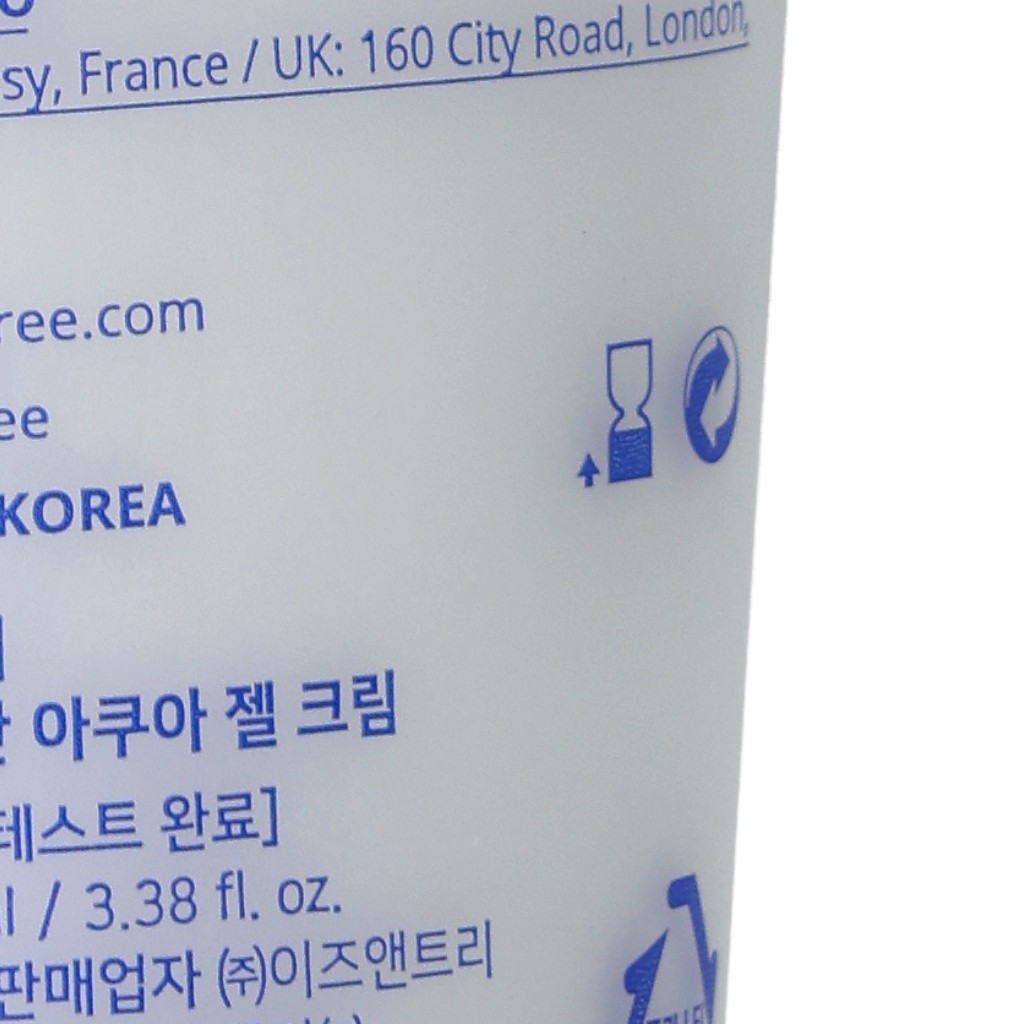 sy, France / UK: 160 City Road, London,
ree.com
ee
KOREA
아쿠아 젤 크림
테스트 완료]
l / 3.38 fl. oz.
판매업자 ㈜이즈앤트리